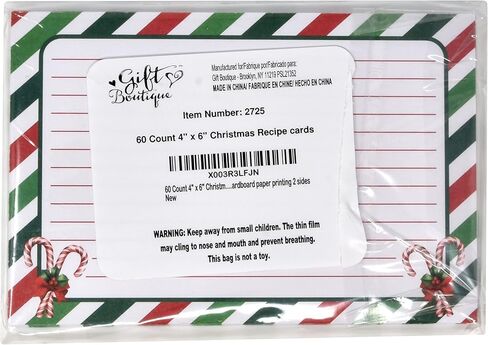 Gift
Boutique
Manufactured for/Fabrique por/Fabricado para:
Gift Boutique - Brooklyn, NY 11219 PSL21352
MADE IN CHINA/ FABRIQUE EN CHINE/ HECHO EN CHINA
Item Number: 2725
60 Count 4" x 6" Christmas Recipe cards
X003R3LFJN
60 Count 4" x 6" Christm....ardboard paper printing 2 sides
New
WARNING: Keep away from small children. The thin film
may cling to nose and mouth and prevent breathing.
This bag is not a toy.